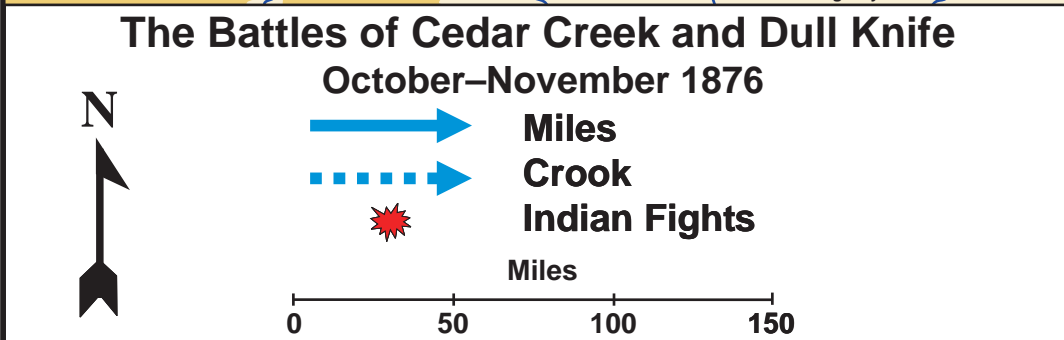 The Battles of Cedar Creek and Dull Knife
October–November 1876
N
Miles
Crook
Indian Fights
Miles
0 50 100 150